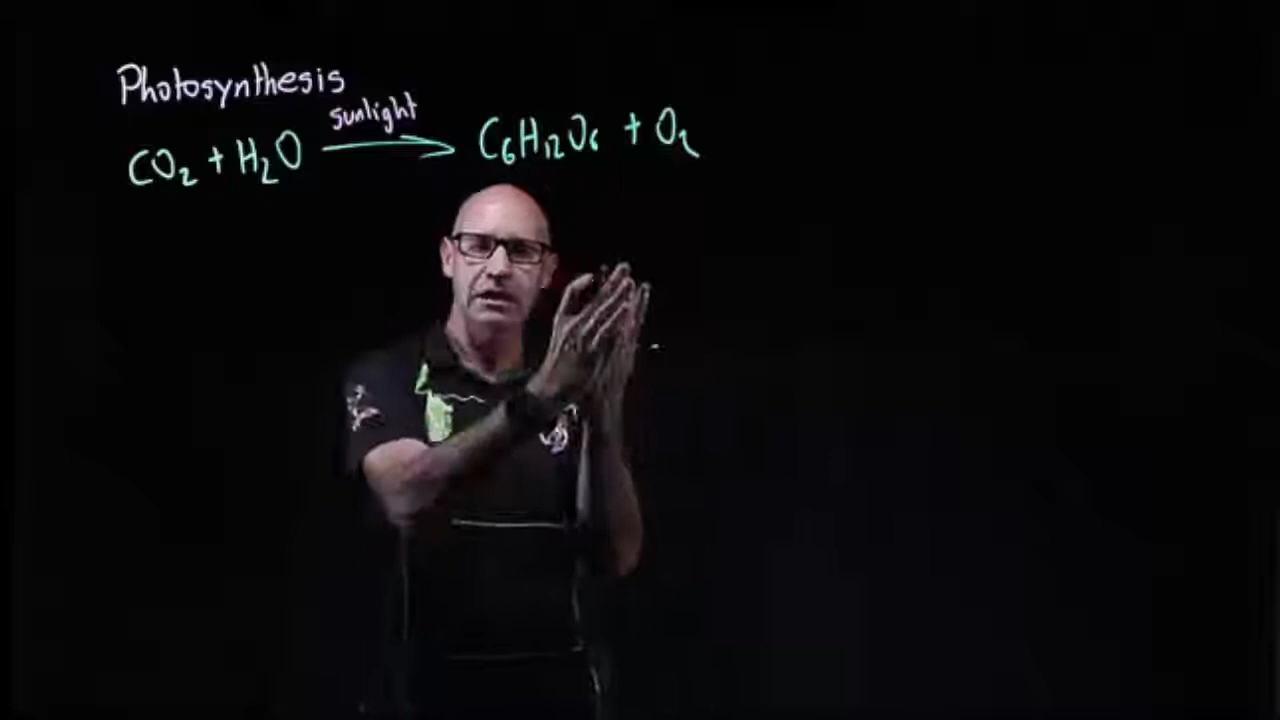 Photosynthesis
sunlight
CO₂ + H₂O → C₆H₁₂O₆ + O₂